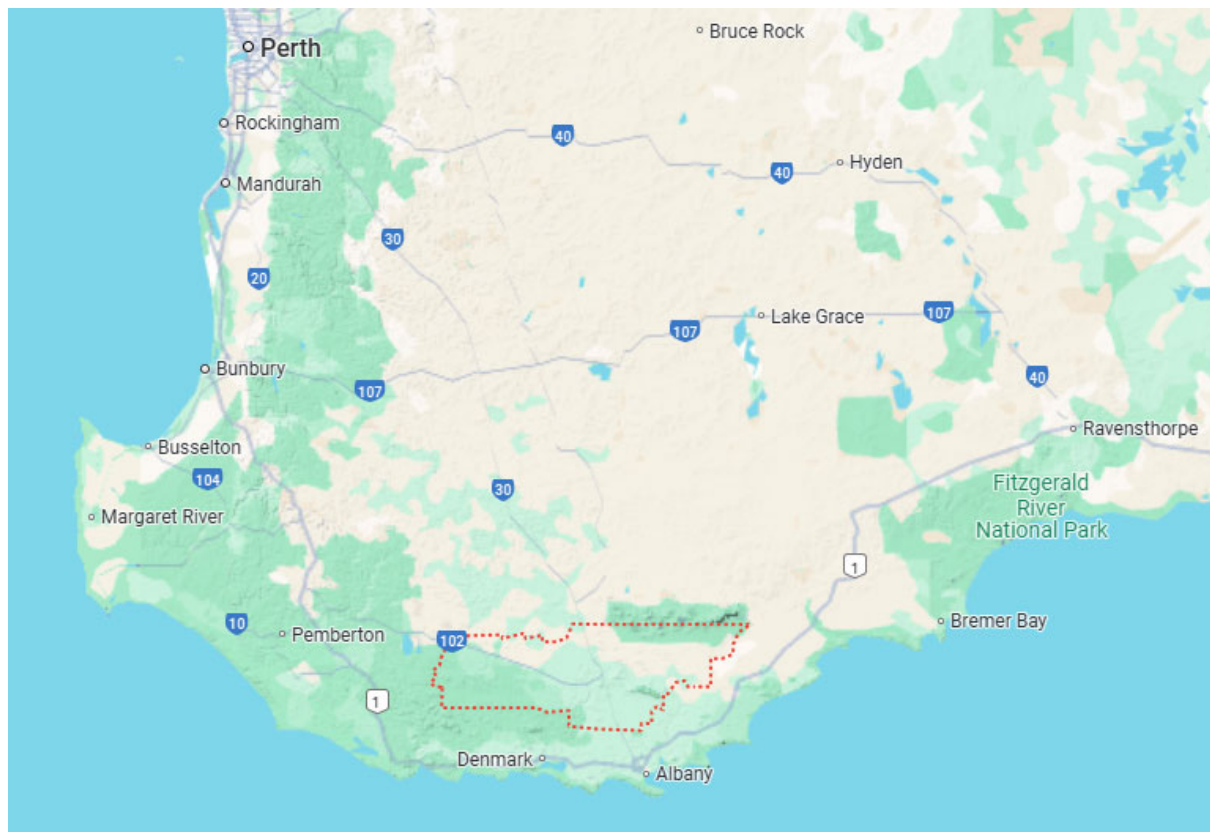 Perth
Bruce Rock
Rockingham
40
Hyden
40
Mandurah
30
20
Lake Grace
107
107
Bunbury
40
107
Ravensthorpe
Busselton
104
30
Fitzgerald
River
National Park
Margaret River
1
10
Pemberton
102
Bremer Bay
1
Denmark
Albany